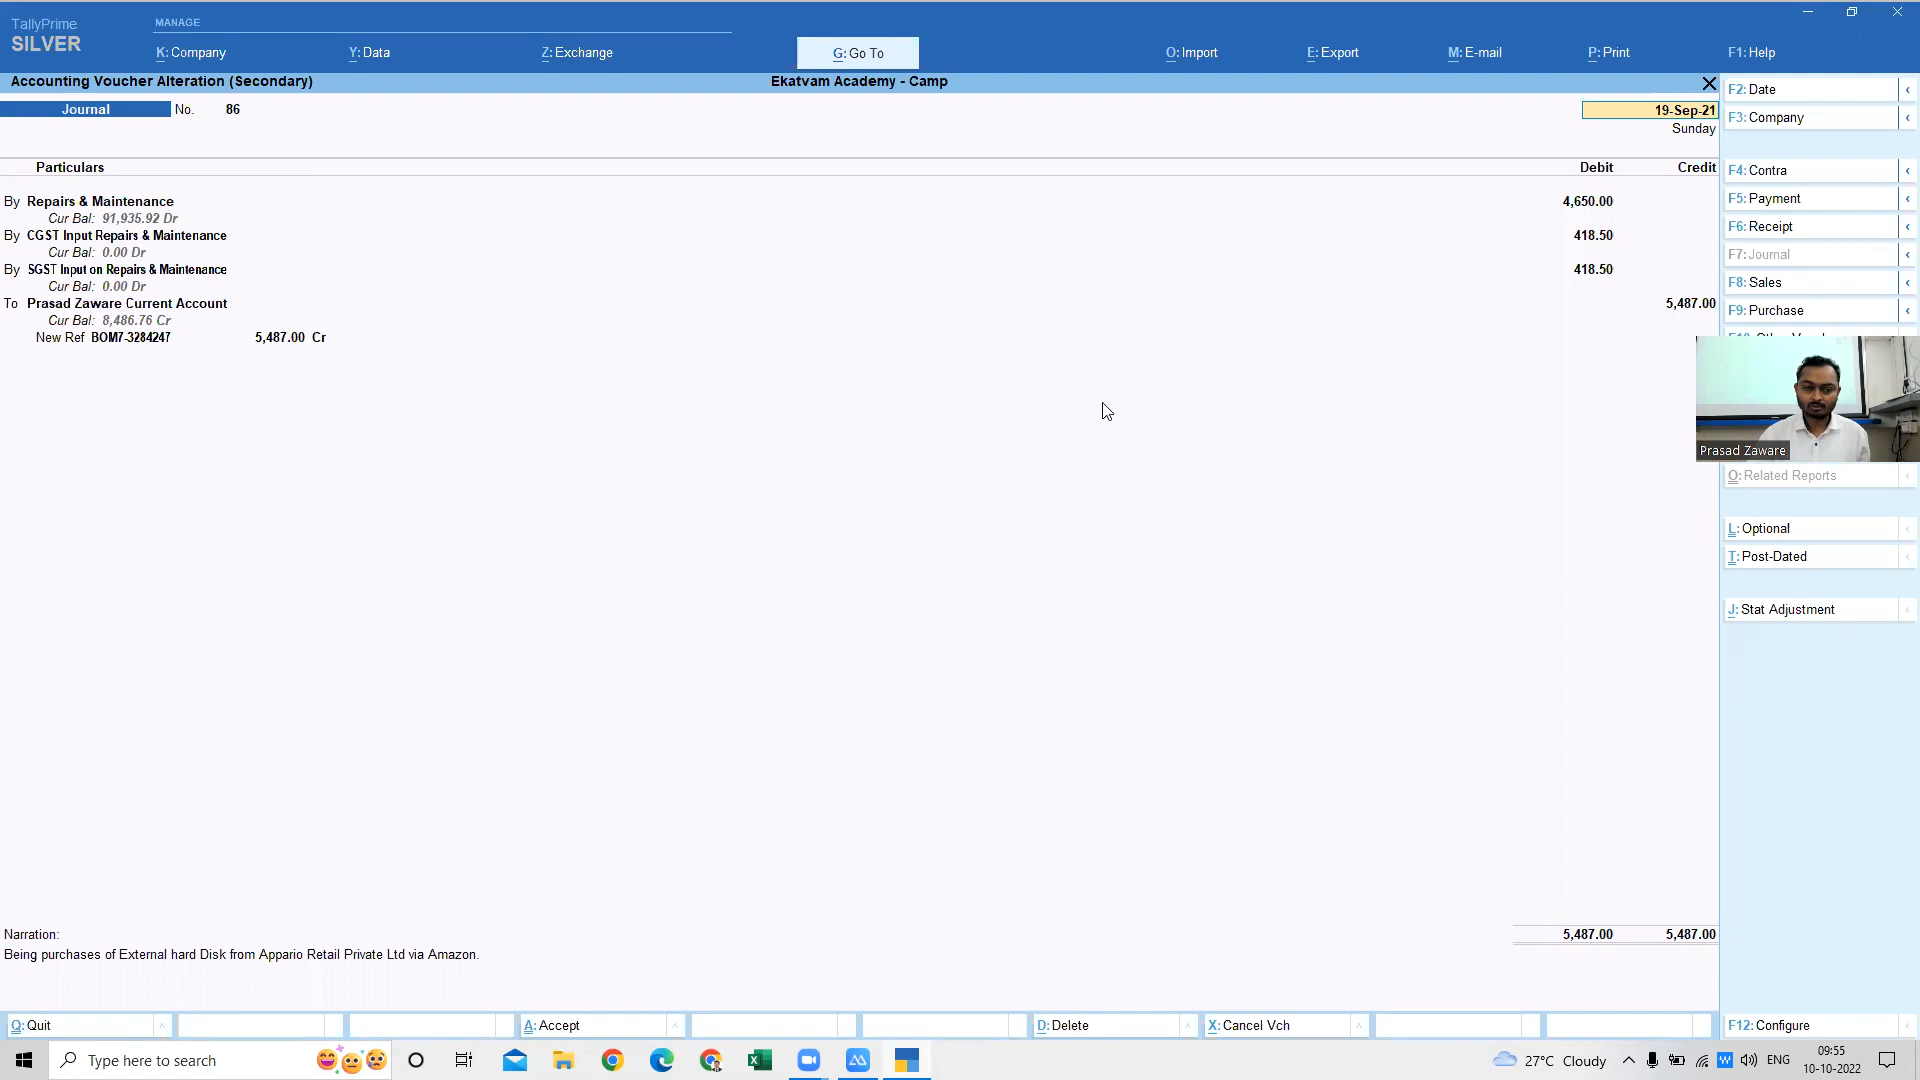 TallyPrime
SILVER
MANAGE
K: Company
Y: Data
Z: Exchange
G: Go To
O: Import
E: Export
M: E-mail
P: Print
F1: Help
Accounting Voucher Alteration (Secondary)
Ekatvam Academy - Camp
Journal No. 86
19-Sep-21
Sunday
Particulars Debit Credit
By Repairs & Maintenance 4,650.00
Cur Bal: 91,935.92 Dr
By CGST Input Repairs & Maintenance 418.50
Cur Bal: 0.00 Dr
By SGST Input on Repairs & Maintenance 418.50
Cur Bal: 0.00 Dr
To Prasad Zaware Current Account 5,487.00
Cur Bal: 8,486.76 Cr
New Ref BOM7-3284247 5,487.00 Cr
Narration: 5,487.00 5,487.00
Being purchases of External hard Disk from Appario Retail Private Ltd via Amazon.
F2: Date
F3: Company
F4: Contra
F5: Payment
F6: Receipt
F7: Journal
F8: Sales
F9: Purchase
Prasad Zaware
O: Related Reports
L: Optional
T: Post-Dated
J: Stat Adjustment
Q: Quit
A: Accept
D: Delete
X: Cancel Vch
F12: Configure
Type here to search
27°C Cloudy
ENG
09:55
10-10-2022